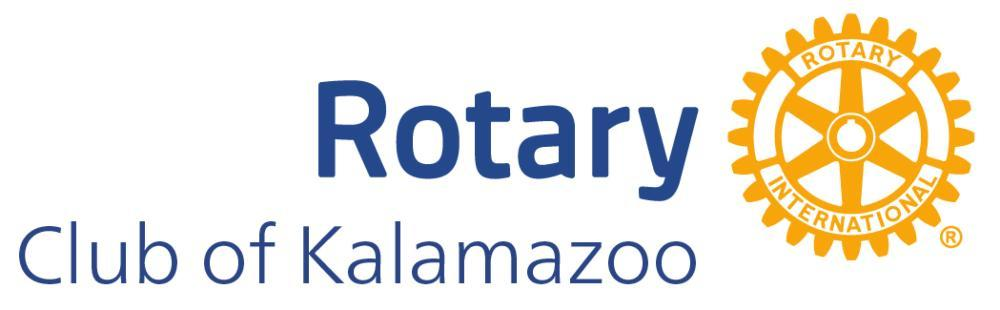 Rotary
Club of Kalamazoo
ROTARY
INTERNATIONAL
®